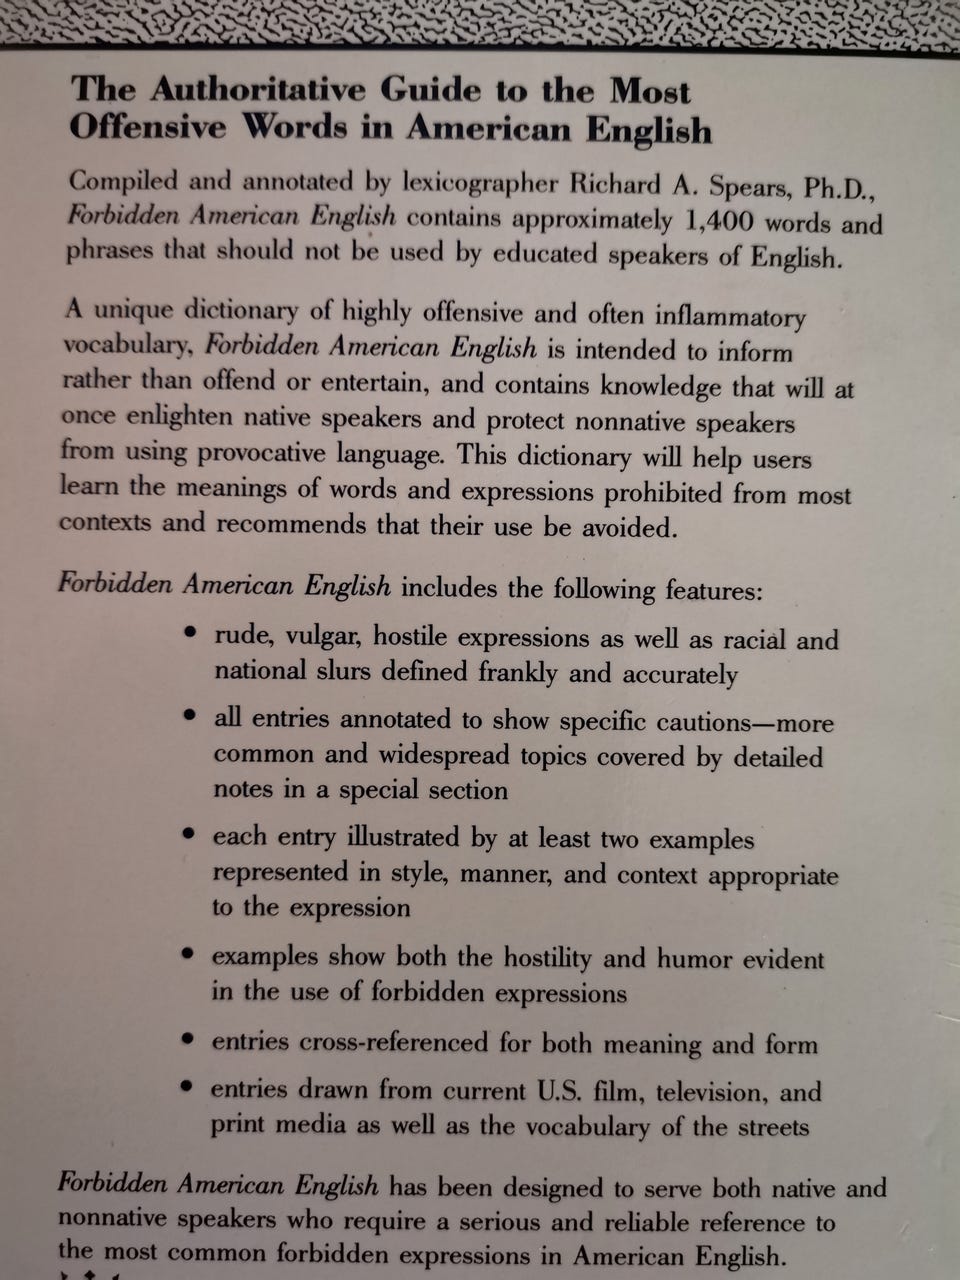 The Authoritative Guide to the Most
Offensive Words in American English
Compiled and annotated by lexicographer Richard A. Spears, Ph.D.,
Forbidden American English contains approximately 1,400 words and
phrases that should not be used by educated speakers of English.
A unique dictionary of highly offensive and often inflammatory
vocabulary, Forbidden American English is intended to inform
rather than offend or entertain, and contains knowledge that will at
once enlighten native speakers and protect nonnative speakers
from using provocative language. This dictionary will help users
learn the meanings of words and expressions prohibited from most
contexts and recommends that their use be avoided.
Forbidden American English includes the following features:
• rude, vulgar, hostile expressions as well as racial and
national slurs defined frankly and accurately
• all entries annotated to show specific cautions—more
common and widespread topics covered by detailed
notes in a special section
• each entry illustrated by at least two examples
represented in style, manner, and context appropriate
to the expression
• examples show both the hostility and humor evident
in the use of forbidden expressions
• entries cross-referenced for both meaning and form
• entries drawn from current U.S. film, television, and
print media as well as the vocabulary of the streets
Forbidden American English has been designed to serve both native and
nonnative speakers who require a serious and reliable reference to
the most common forbidden expressions in American English.